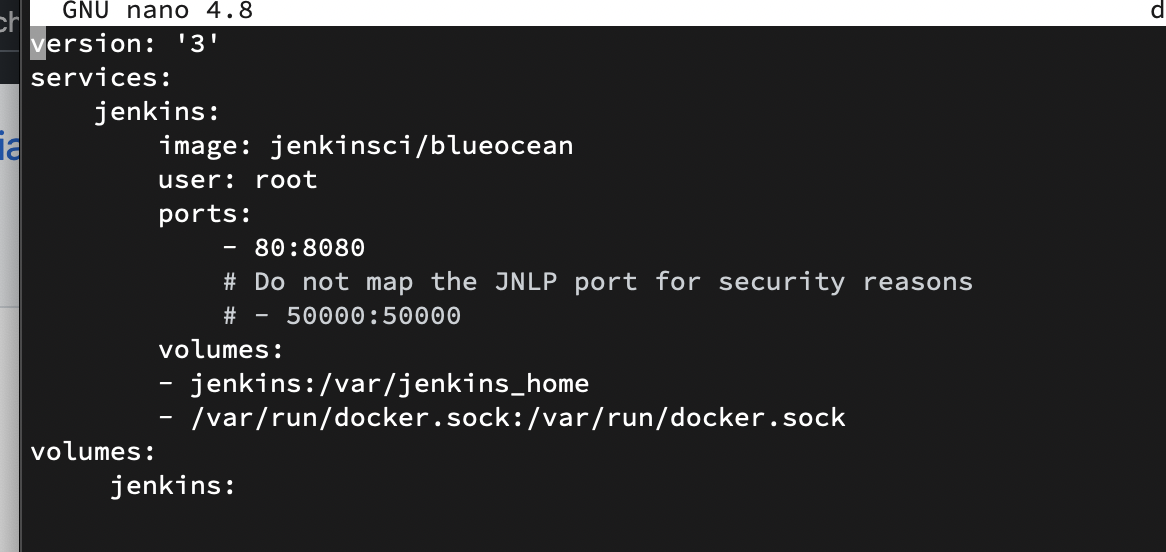 GNU nano 4.8
version: '3'
services:
    jenkins:
        image: jenkinsci/blueocean
        user: root
        ports:
            - 80:8080
            # Do not map the JNLP port for security reasons
            # - 50000:50000
        volumes:
        - jenkins:/var/jenkins_home
        - /var/run/docker.sock:/var/run/docker.sock
volumes:
     jenkins: